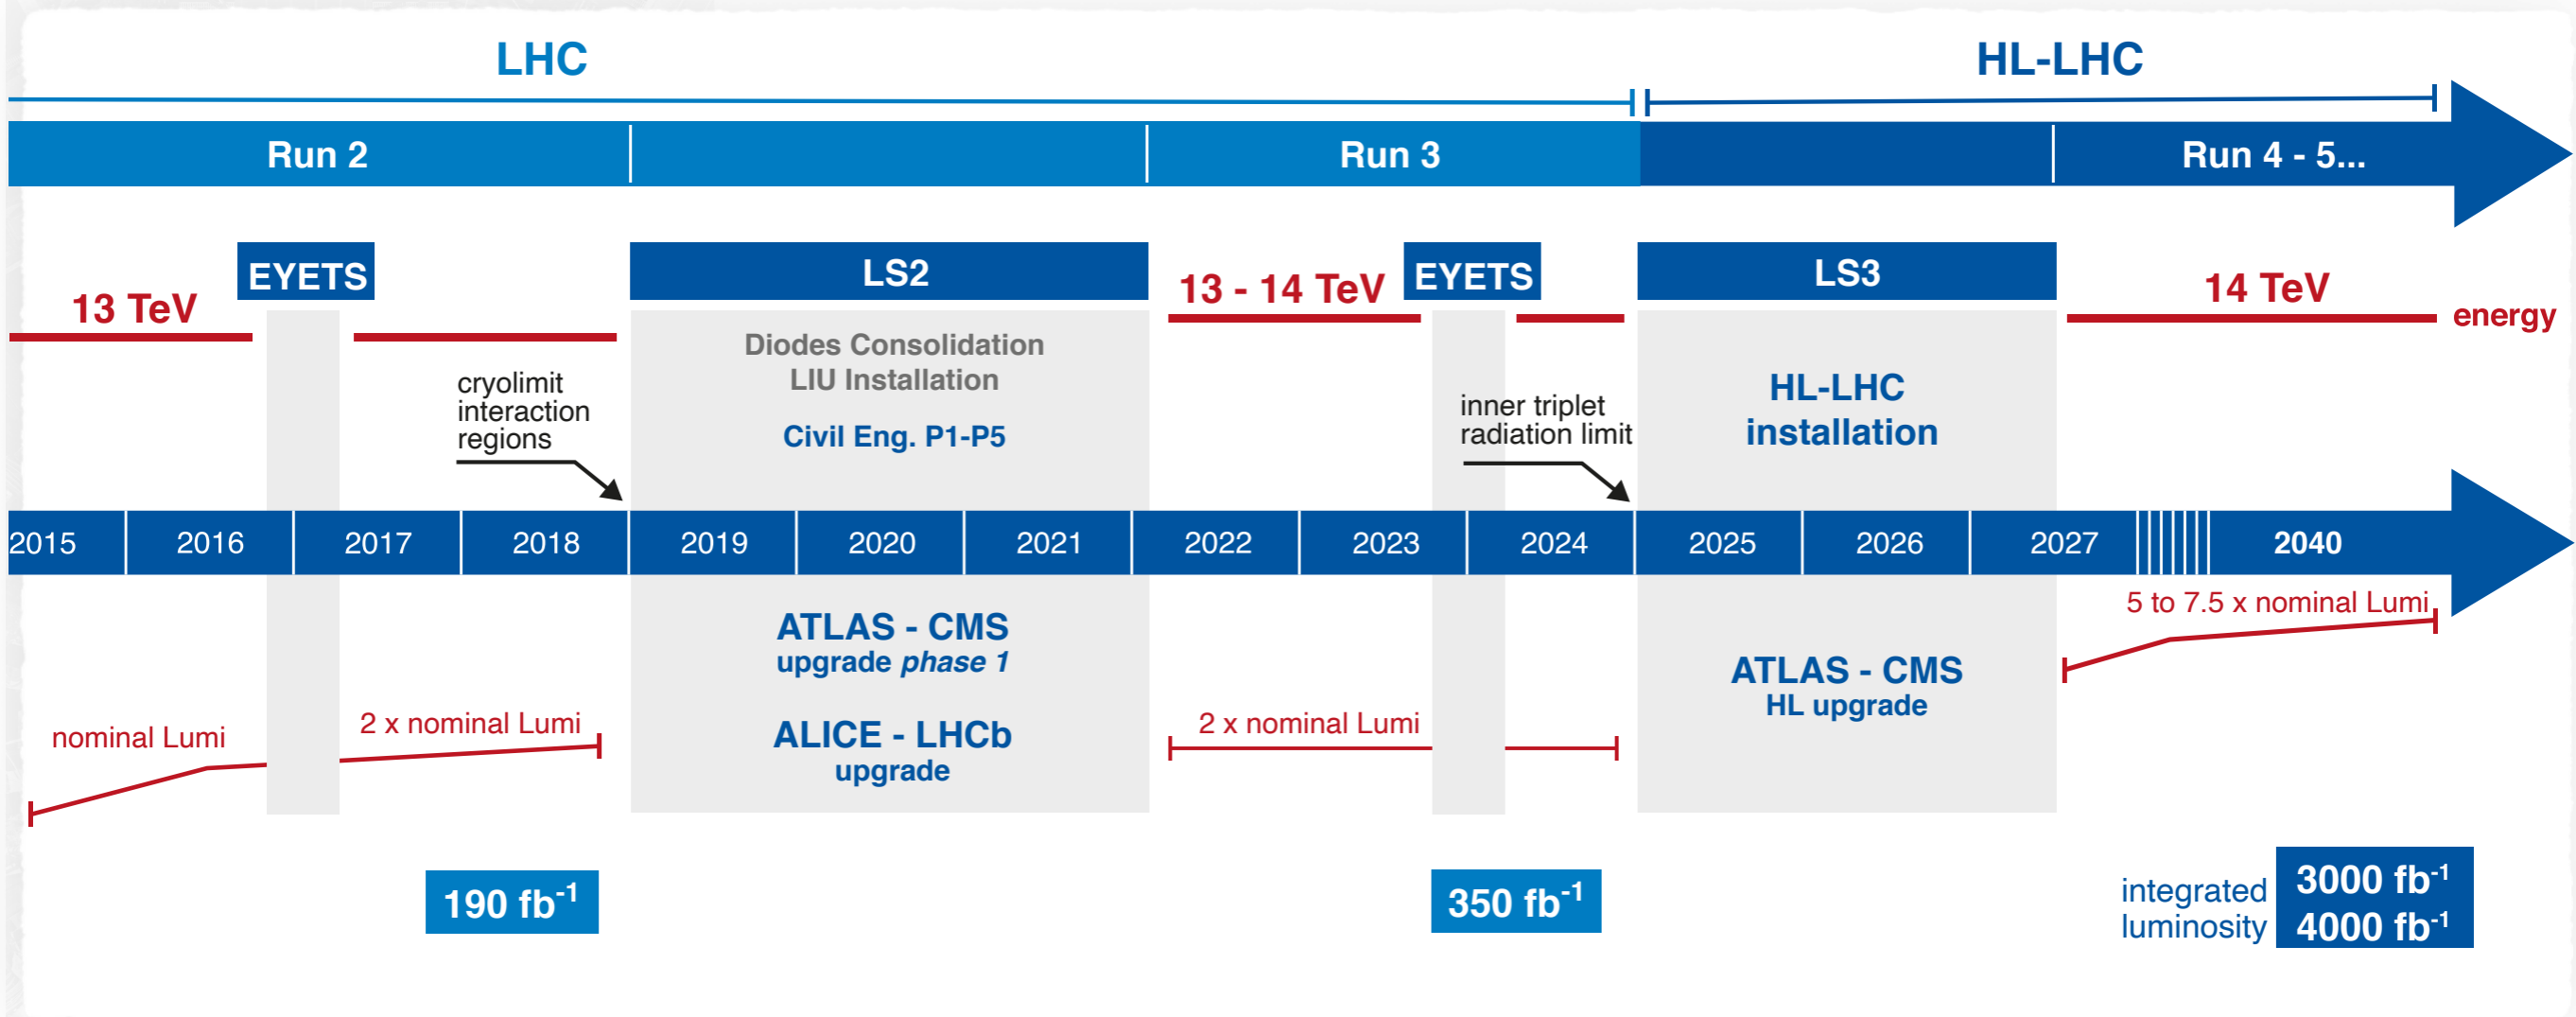 LHC
HL-LHC
Run 2
Run 3
Run 4 - 5...
EYETS
LS2
EYETS
LS3
13 TeV
13 - 14 TeV
14 TeV
energy
Diodes Consolidation
LIU Installation
Civil Eng. P1-P5
cryolimit
interaction
regions
inner triplet
radiation limit
HL-LHC
installation
2015 2016 2017 2018 2019 2020 2021 2022 2023 2024 2025 2026 2027 2040
5 to 7.5 x nominal Lumi
ATLAS - CMS
upgrade phase 1
ALICE - LHCb
upgrade
ATLAS - CMS
HL upgrade
nominal Lumi
2 x nominal Lumi
2 x nominal Lumi
190 fb⁻¹
350 fb⁻¹
integrated
luminosity
3000 fb⁻¹
4000 fb⁻¹